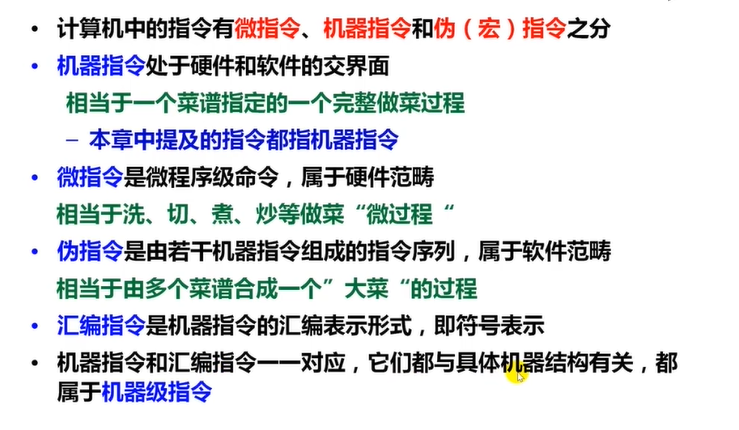 • 计算机中的指令有微指令、机器指令和伪（宏）指令之分
• 机器指令处于硬件和软件的交界面
相当于一个菜谱指定的一个完整做菜过程
– 本章中提及的指令都指机器指令
• 微指令是微程序级命令，属于硬件范畴
相当于洗、切、煮、炒等做菜“微过程“
• 伪指令是由若干机器指令组成的指令序列，属于软件范畴
相当于由多个菜谱合成一个”大菜“的过程
• 汇编指令是机器指令的汇编表示形式，即符号表示
• 机器指令和汇编指令一一对应，它们都与具体机器结构有关，都
属于机器级指令